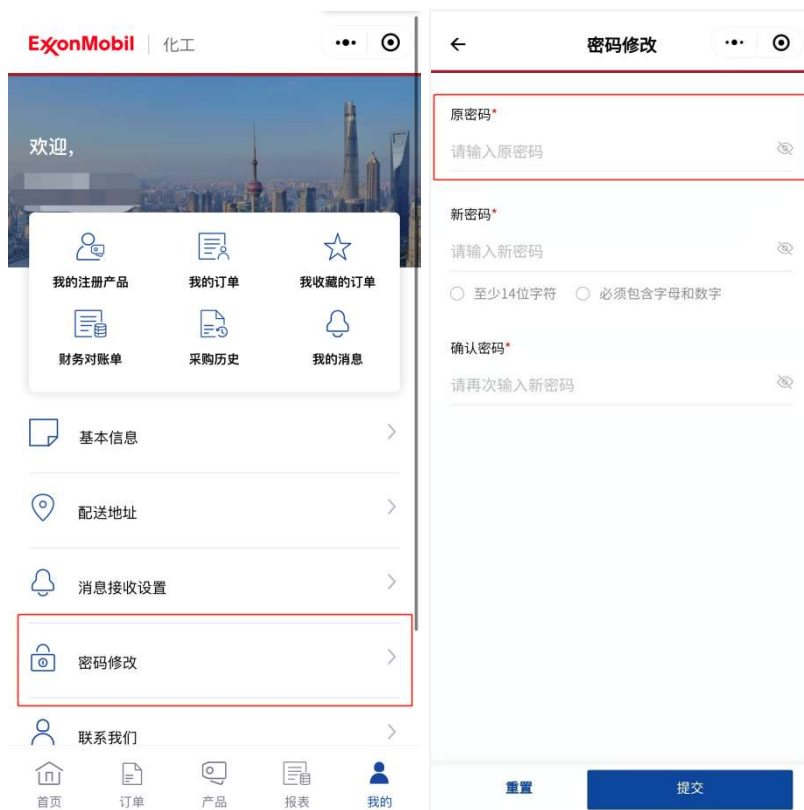 ExxonMobil 化工
欢迎,
我的注册产品 我的订单 我收藏的订单
财务对账单 采购历史 我的消息
基本信息
配送地址
消息接收设置
密码修改
联系我们
首页 订单 产品 报表 我的
密码修改
原密码*
请输入原密码
新密码*
请输入新密码
至少14位字符 必须包含字母和数字
确认密码*
请再次输入新密码
重置 提交